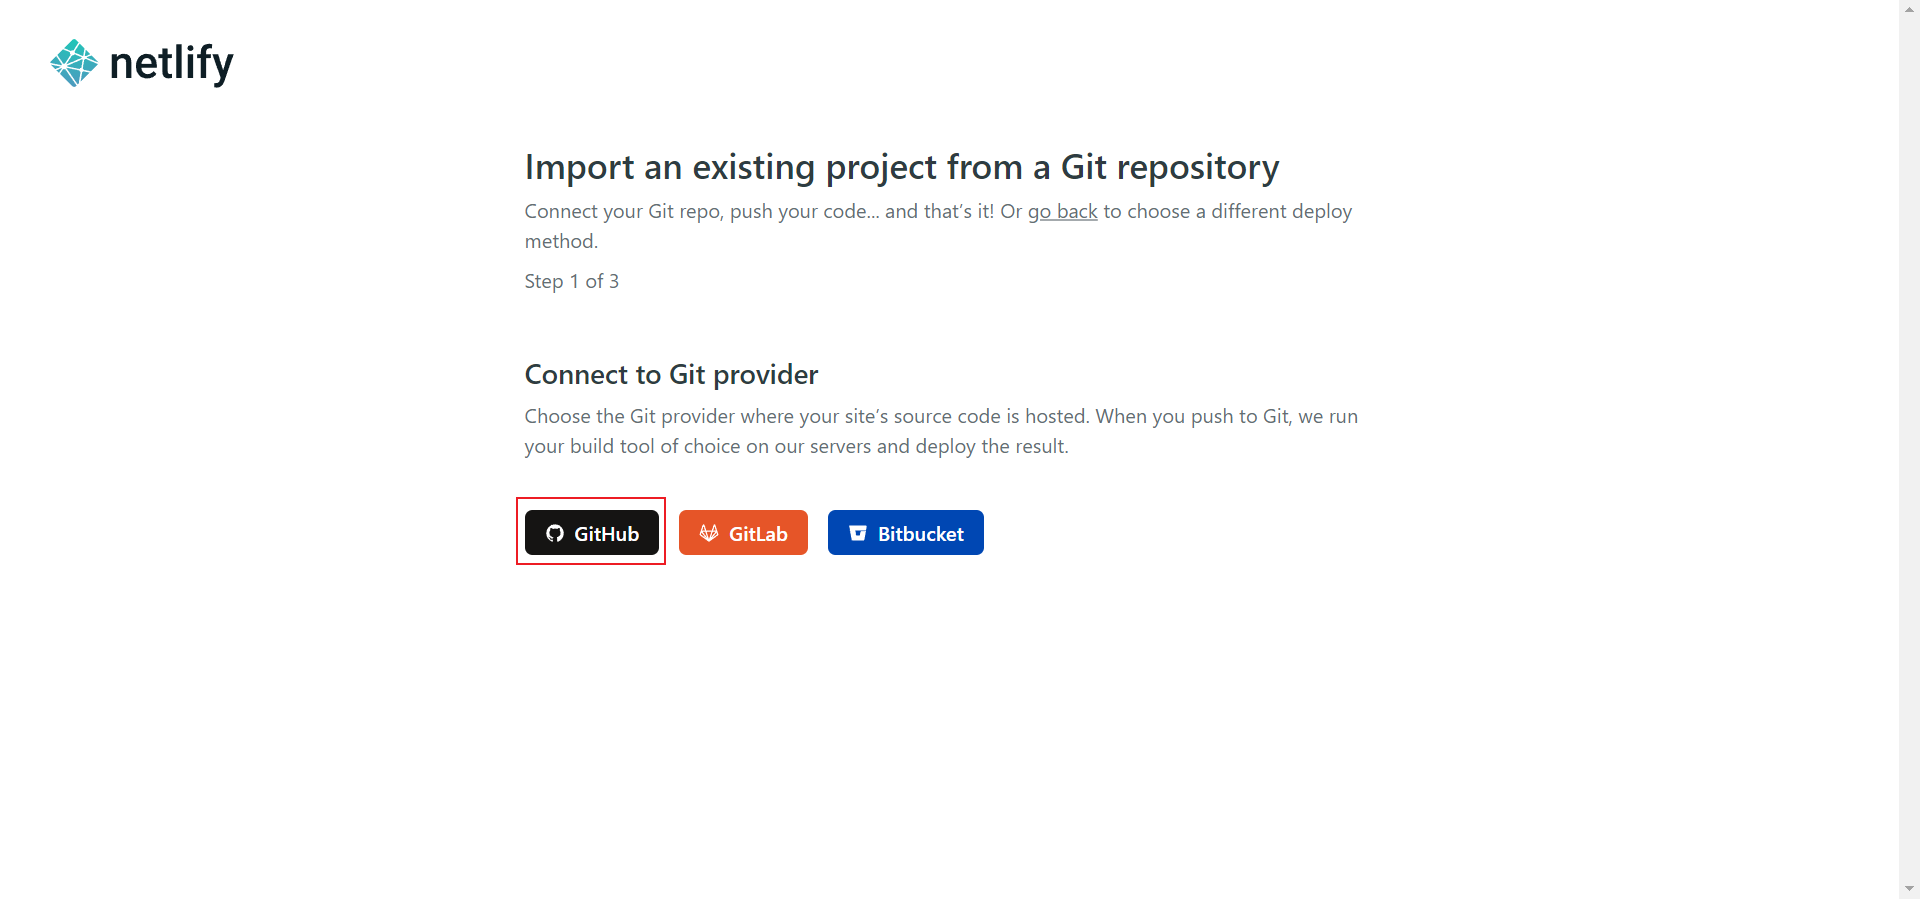 netlify
Import an existing project from a Git repository
Connect your Git repo, push your code… and that’s it! Or go back to choose a different deploy
method.
Step 1 of 3
Connect to Git provider
Choose the Git provider where your site’s source code is hosted. When you push to Git, we run
your build tool of choice on our servers and deploy the result.
GitHub GitLab Bitbucket